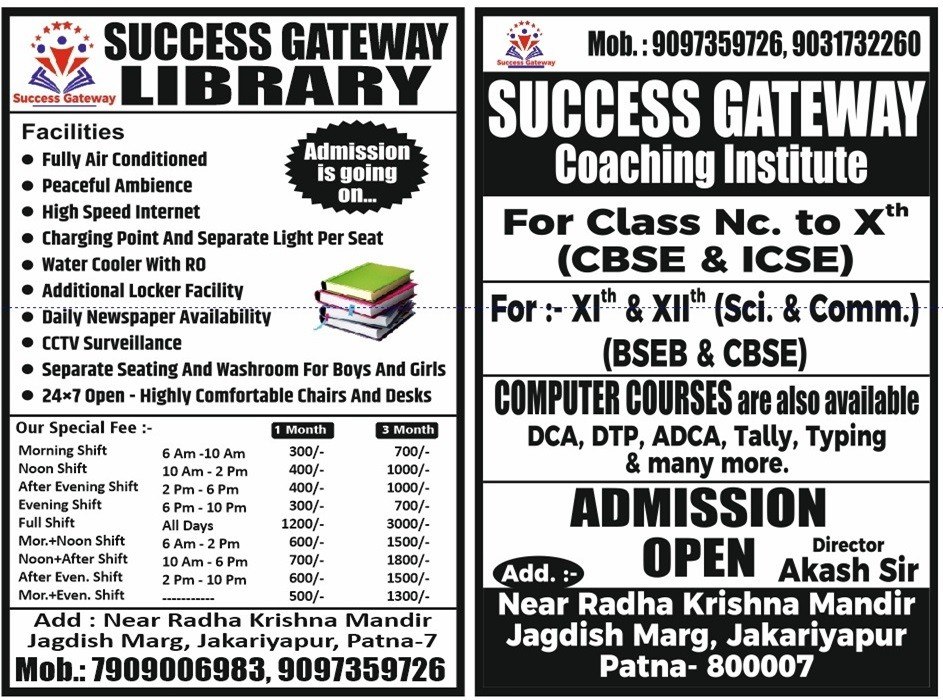 Success Gateway
SUCCESS GATEWAY
LIBRARY
Facilities
● Fully Air Conditioned
● Peaceful Ambience
● High Speed Internet
● Charging Point And Separate Light Per Seat
● Water Cooler With RO
● Additional Locker Facility
● Daily Newspaper Availability
● CCTV Surveillance
● Separate Seating And Washroom For Boys And Girls
● 24×7 Open - Highly Comfortable Chairs And Desks
Admission
is going
on...
Our Special Fee :- 1 Month 3 Month
Morning Shift 6 Am -10 Am 300/- 700/-
Noon Shift 10 Am - 2 Pm 400/- 1000/-
After Evening Shift 2 Pm - 6 Pm 400/- 1000/-
Evening Shift 6 Pm - 10 Pm 300/- 700/-
Full Shift All Days 1200/- 3000/-
Mor.+Noon Shift 6 Am - 2 Pm 600/- 1500/-
Noon+After Shift 10 Am - 6 Pm 700/- 1800/-
After Even. Shift 2 Pm - 10 Pm 600/- 1500/-
Mor.+Even. Shift ----------- 500/- 1300/-
Add : Near Radha Krishna Mandir
Jagdish Marg, Jakariyapur, Patna-7
Mob.: 7909006983, 9097359726
Success Gateway
Mob. : 9097359726, 9031732260
SUCCESS GATEWAY
Coaching Institute
For Class Nc. to Xth
(CBSE & ICSE)
For :- XIth & XIIth (Sci. & Comm.)
(BSEB & CBSE)
COMPUTER COURSES are also available
DCA, DTP, ADCA, Tally, Typing
& many more.
ADMISSION
OPEN
Director
Akash Sir
Add. :-
Near Radha Krishna Mandir
Jagdish Marg, Jakariyapur
Patna- 800007